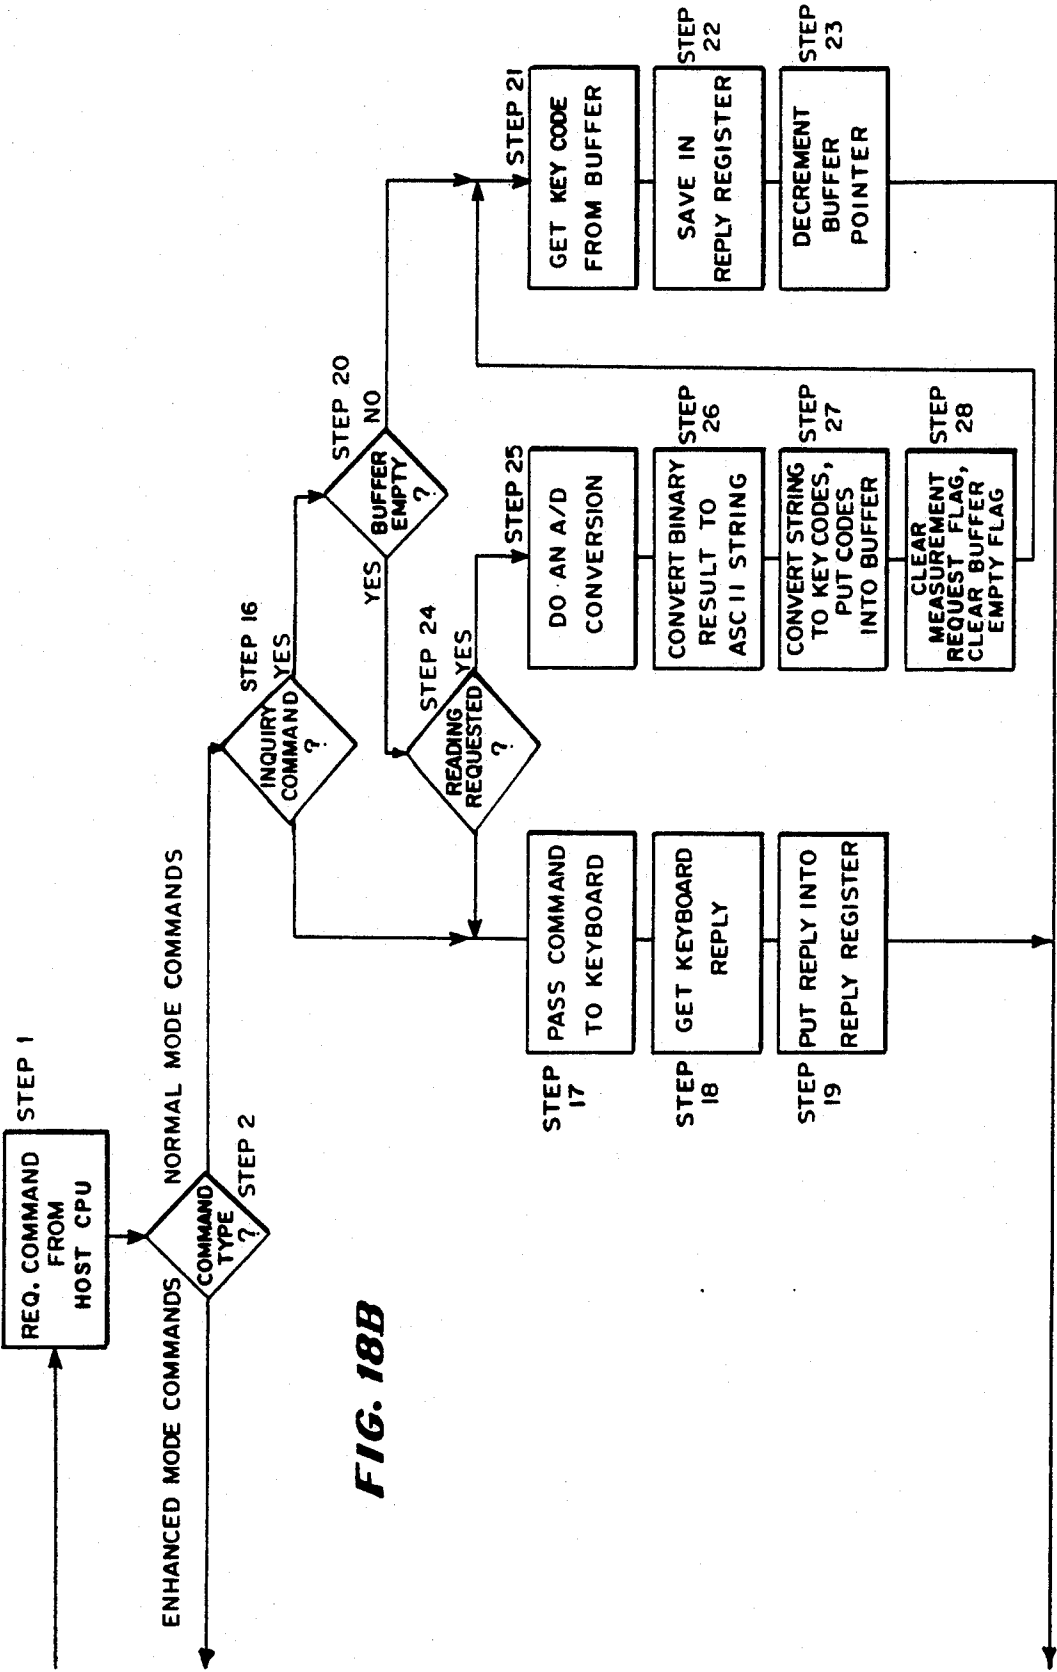 REQ. COMMAND
FROM
HOST CPU
STEP 1
ENHANCED MODE COMMANDS
NORMAL MODE COMMANDS
COMMAND
TYPE
?
STEP 2
INQUIRY
COMMAND
?
STEP 16
YES
BUFFER
EMPTY
?
STEP 20
YES
NO
READING
REQUESTED
?
STEP 24
YES
STEP
17
PASS COMMAND
TO KEYBOARD
STEP
18
GET KEYBOARD
REPLY
STEP
19
PUT REPLY INTO
REPLY REGISTER
STEP 25
DO AN A/D
CONVERSION
STEP
26
CONVERT BINARY
RESULT TO
ASCII STRING
STEP
27
CONVERT STRING
TO KEY CODES,
PUT CODES
INTO BUFFER
STEP
28
CLEAR
MEASUREMENT
REQUEST FLAG,
CLEAR BUFFER
EMPTY FLAG
STEP 21
GET KEY CODE
FROM BUFFER
STEP
22
SAVE IN
REPLY REGISTER
STEP
23
DECREMENT
BUFFER
POINTER
FIG. 18B